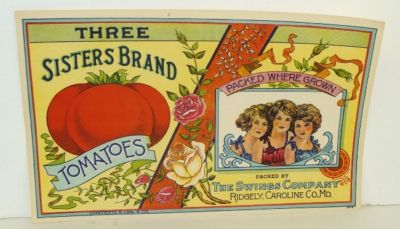 THREE
SISTERS BRAND
TOMATOES
PACKED WHERE GROWN
PACKED BY
THE SWINGS COMPANY
RIDGELY, CAROLINE CO. MD.